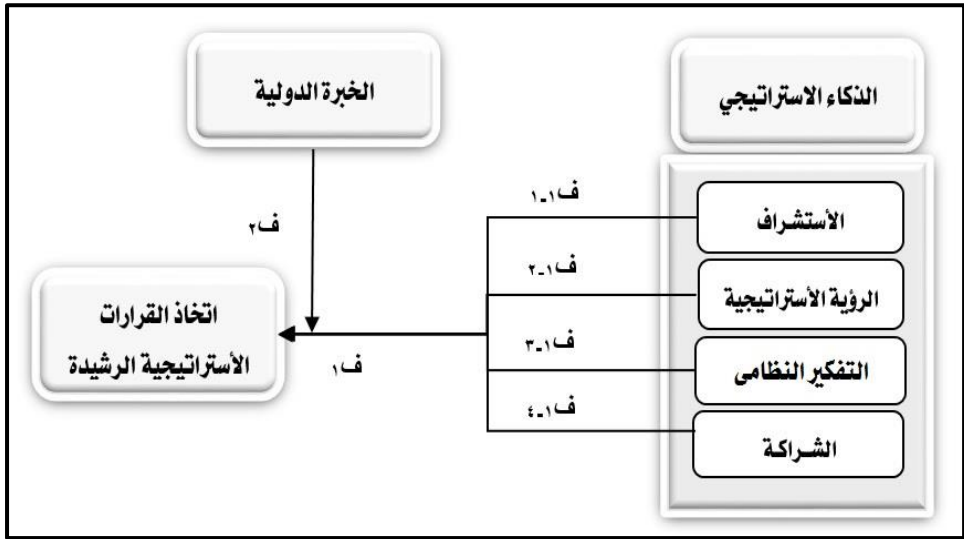 الذكاء الاستراتيجي
الخبرة الدولية
ف١-١
الأستشراف
ف٢
ف١-٢
الرؤية الأستراتيجية
اتخاذ القرارات
الأستراتيجية الرشيدة
ف١
ف١-٣
التفكير النظامى
ف١-٤
الشراكة